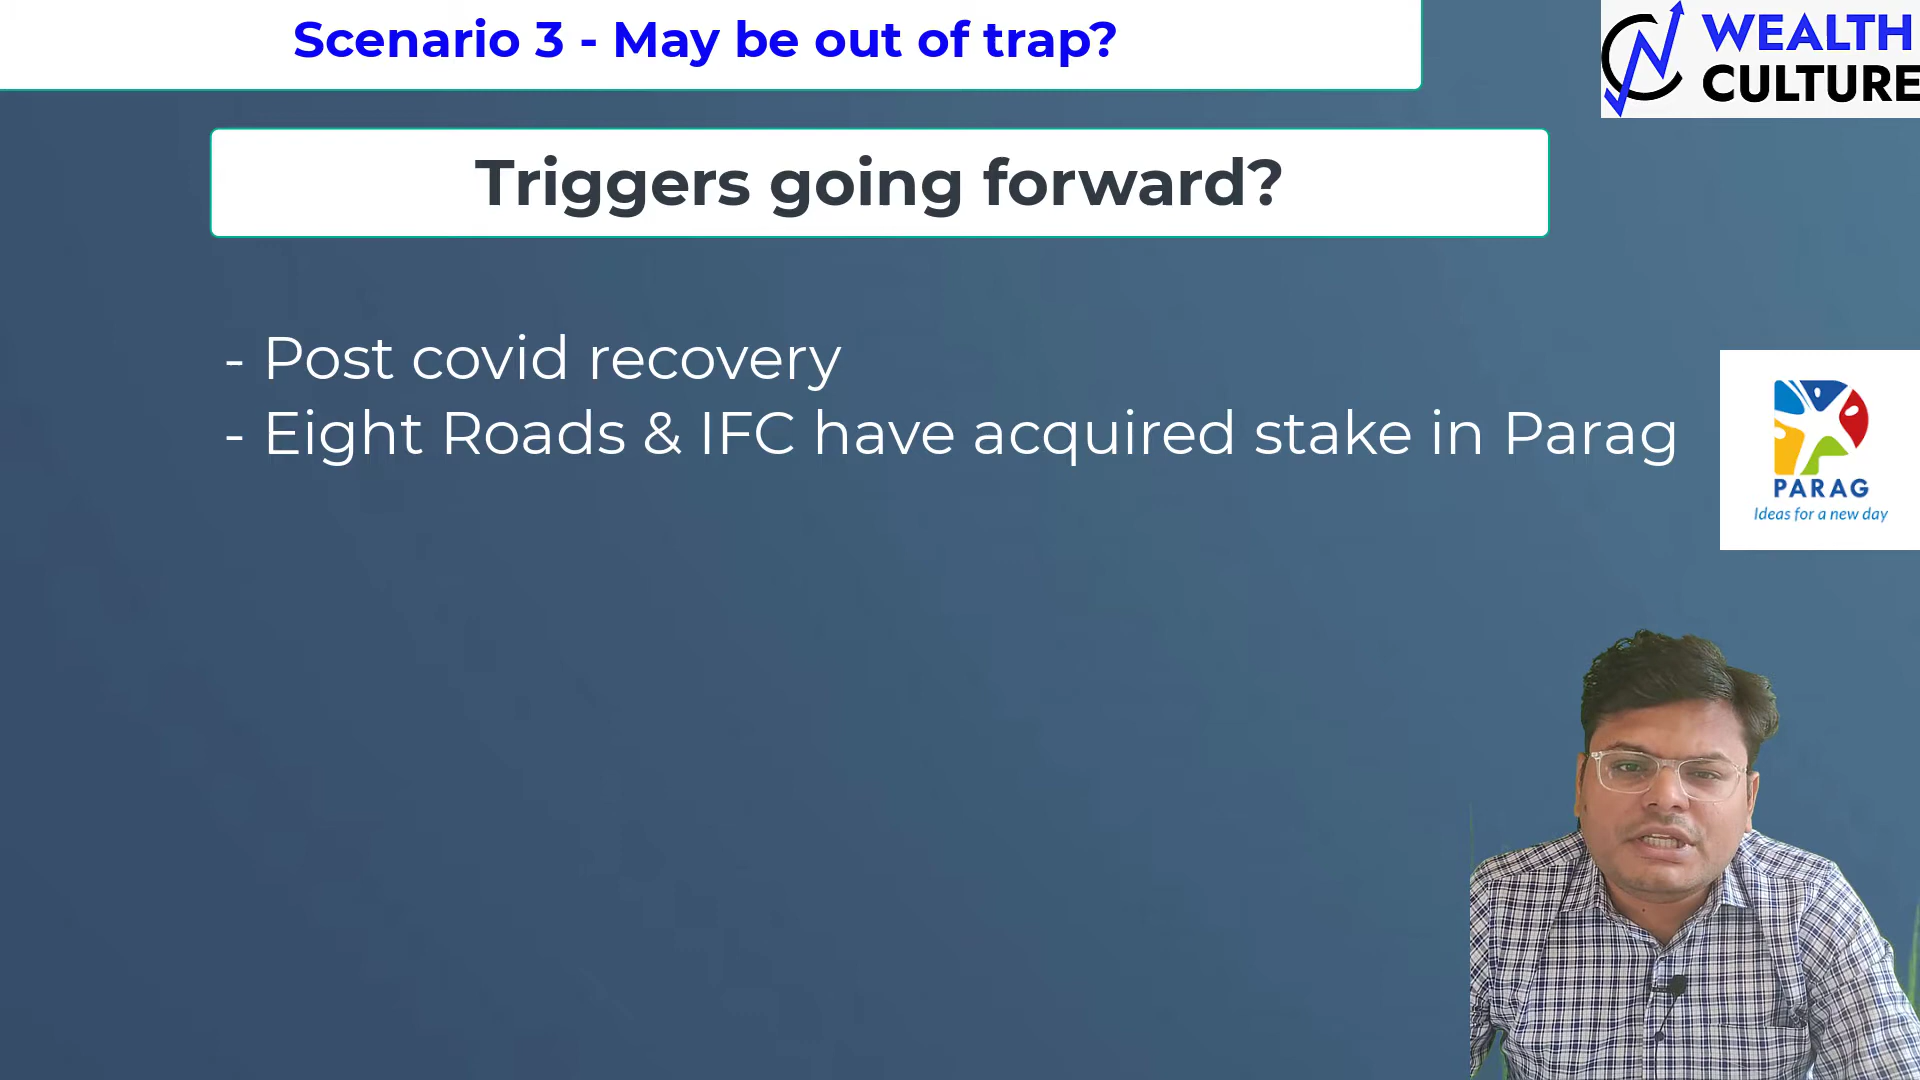 Scenario 3 - May be out of trap?
WEALTH
CULTURE
Triggers going forward?
- Post covid recovery
- Eight Roads & IFC have acquired stake in Parag
PARAG
Ideas for a new day